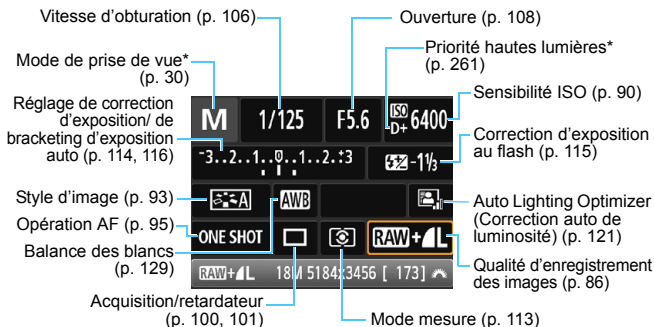 Vitesse d'obturation (p. 106)
Ouverture (p. 108)
Mode de prise de vue*
(p. 30)
Priorité hautes lumières*
(p. 261)
Réglage de correction
d'exposition/ de
bracketing d'exposition
auto (p. 114, 116)
Sensibilité ISO (p. 90)
Correction d'exposition
au flash (p. 115)
M 1/125 F5.6 ISO D+ 6400
-3..2..1..0..1..2.+3 -1⅓
Style d'image (p. 93)
A AWB
Auto Lighting Optimizer
(Correction auto de
luminosité) (p. 121)
Opération AF (p. 95)
ONE SHOT RAW+L
Balance des blancs
(p. 129)
RAW+L 18M 5184x3456 [ 173]
Qualité d'enregistrement
des images (p. 86)
Acquisition/retardateur
(p. 100, 101)
Mode mesure (p. 113)